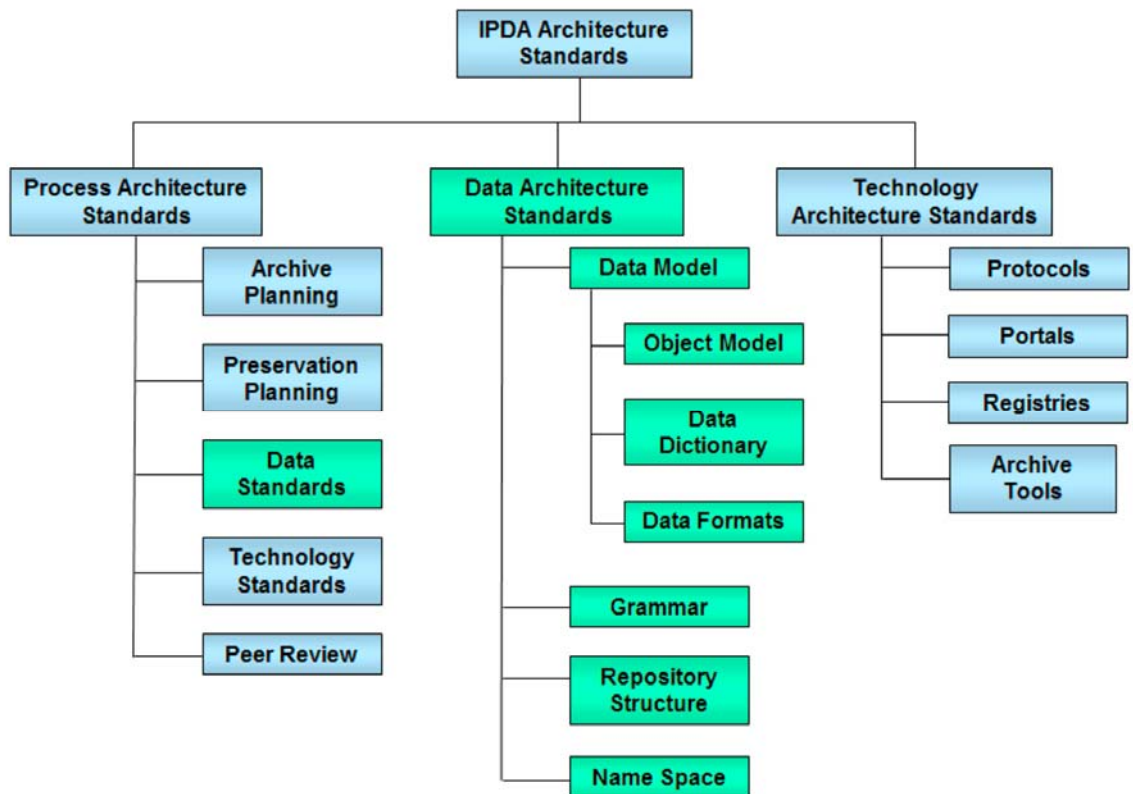 IPDA Architecture
Standards
Process Architecture
Standards
Archive
Planning
Preservation
Planning
Data
Standards
Technology
Standards
Peer Review
Data Architecture
Standards
Data Model
Object Model
Data
Dictionary
Data Formats
Grammar
Repository
Structure
Name Space
Technology
Architecture Standards
Protocols
Portals
Registries
Archive
Tools